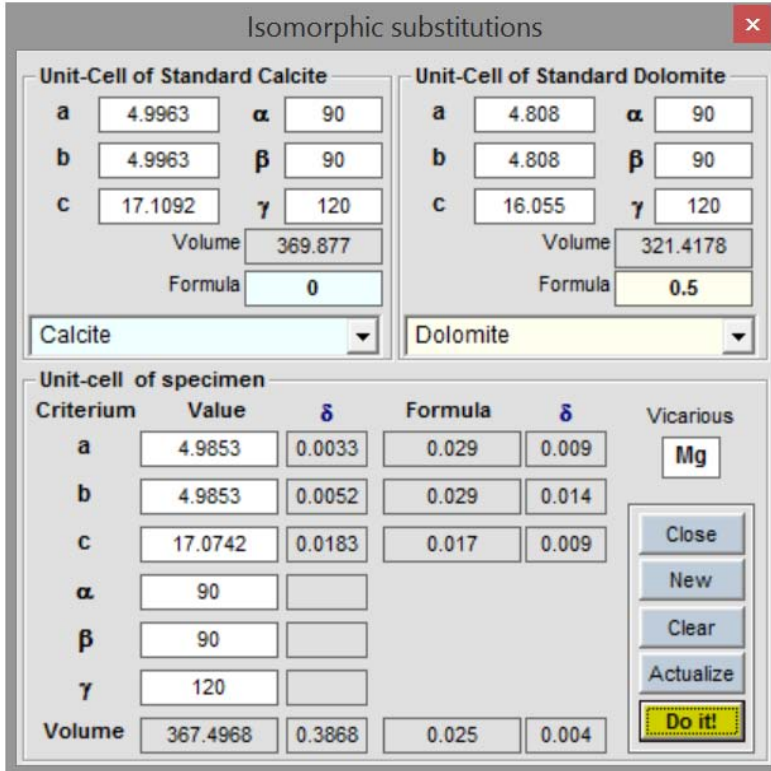 Isomorphic substitutions
Unit-Cell of Standard Calcite
a 4.9963 α 90
b 4.9963 β 90
c 17.1092 γ 120
Volume 369.877
Formula 0
Calcite
Unit-Cell of Standard Dolomite
a 4.808 α 90
b 4.808 β 90
c 16.055 γ 120
Volume 321.4178
Formula 0.5
Dolomite
Unit-cell of specimen
Criterium Value δ Formula δ
a 4.9853 0.0033 0.029 0.009
b 4.9853 0.0052 0.029 0.014
c 17.0742 0.0183 0.017 0.009
α 90
β 90
γ 120
Volume 367.4968 0.3868 0.025 0.004
Vicarious
Mg
Close
New
Clear
Actualize
Do it!